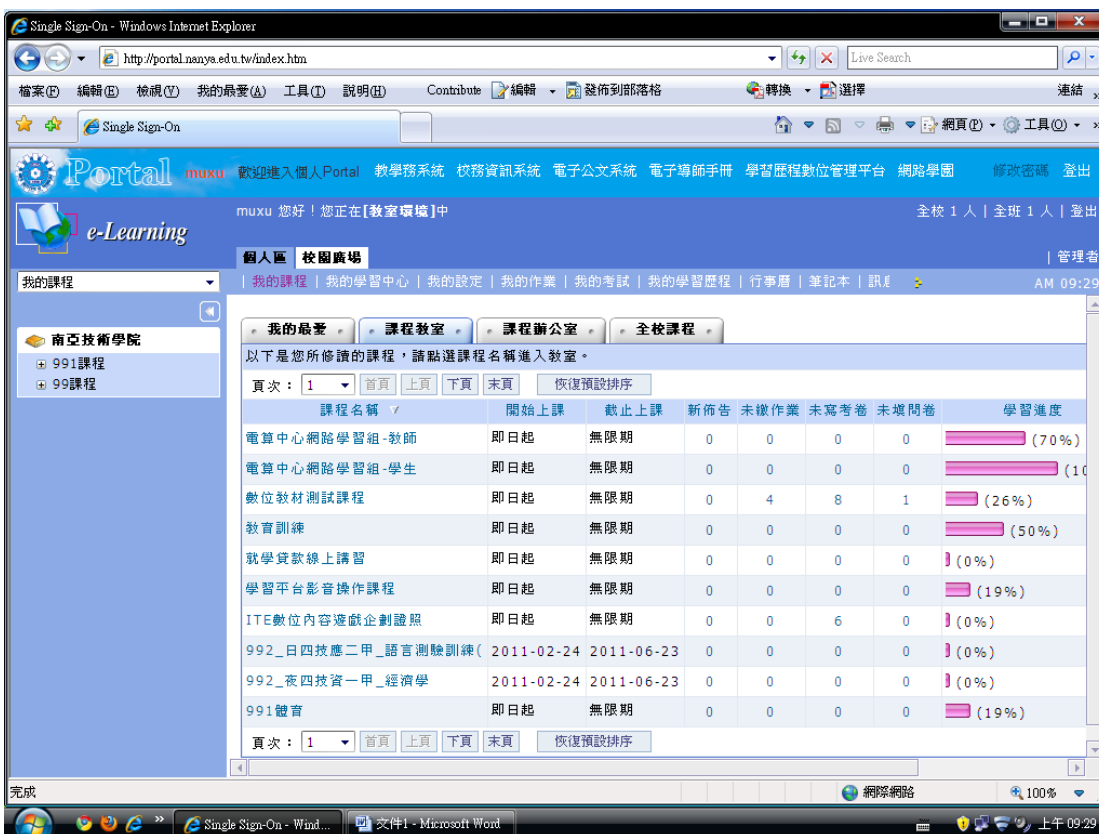 Single Sign-On - Windows Internet Explorer
http://portal.nanya.edu.tw/index.htm Live Search
檔案(F) 編輯(E) 檢視(V) 我的最愛(A) 工具(T) 說明(H) Contribute 編輯 發佈到部落格 轉換 選擇 連結 »
Single Sign-On 網頁(P) 工具(O) »
Portal muxu 歡迎進入個人Portal 教學務系統 校務資訊系統 電子公文系統 電子導師手冊 學習歷程數位管理平台 網路學園 修改密碼 登出
e-Learning
muxu 您好！您正在[教室環境]中 全校 1 人 | 全班 1 人 | 登出
個人區 校園廣場 | 管理者
我的課程
| 我的課程 | 我的學習中心 | 我的設定 | 我的作業 | 我的考試 | 我的學習歷程 | 行事曆 | 筆記本 | 訊息 AM 09:29
南亞技術學院
991課程
99課程
我的最愛 課程教室 課程辦公室 全校課程
以下是您所修讀的課程，請點選課程名稱進入教室。
頁次： 1 首頁 上頁 下頁 末頁 恢復預設排序
課程名稱 開始上課 截止上課 新佈告 未繳作業 未寫考卷 未填問卷 學習進度
電算中心網路學習組-教師 即日起 無限期 0 0 0 0 (70%)
電算中心網路學習組-學生 即日起 無限期 0 0 0 0 (10
數位教材測試課程 即日起 無限期 0 4 8 1 (26%)
教育訓練 即日起 無限期 0 0 0 0 (50%)
就學貸款線上講習 即日起 無限期 0 0 0 0 (0%)
學習平台影音操作課程 即日起 無限期 0 0 0 0 (19%)
ITE數位內容遊戲企劃證照 即日起 無限期 0 0 6 0 (0%)
992_日四技應二甲_語言測驗訓練( 2011-02-24 2011-06-23 0 0 0 0 (0%)
992_夜四技資一甲_經濟學 2011-02-24 2011-06-23 0 0 0 0 (0%)
991體育 即日起 無限期 0 0 0 0 (19%)
頁次： 1 首頁 上頁 下頁 末頁 恢復預設排序
完成 網際網路 100%
» Single Sign-On - Wind... 文件1 - Microsoft Word 上午 09:29